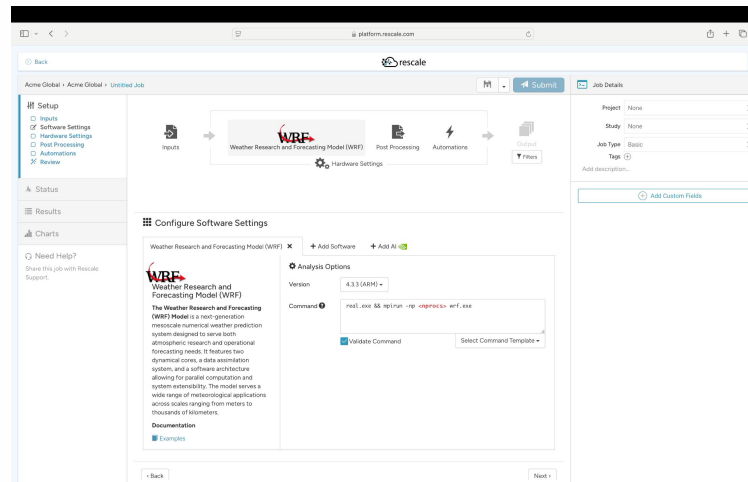 platform.rescale.com
Back
rescale
Acme Global › Acme Global › Untitled Job
Submit
Job Details
Setup
Inputs
Software Settings
Hardware Settings
Post Processing
Automations
Review
Status
Results
Charts
Need Help?
Share this job with Rescale
Support.
Inputs
WRF
Weather Research and Forecasting Model (WRF)
Post Processing
Automations
Output
Filters
Hardware Settings
Project None
Study None
Job Type Basic
Tags
Add description...
Add Custom Fields
Configure Software Settings
Weather Research and Forecasting Model (WRF) ×
+ Add Software
+ Add AI
WRF
Weather Research and
Forecasting Model (WRF)
The Weather Research and Forecasting
(WRF) Model is a next-generation
mesoscale numerical weather prediction
system designed to serve both
atmospheric research and operational
forecasting needs. It features two
dynamical cores, a data assimilation
system, and a software architecture
allowing for parallel computation and
system extensibility. The model serves a
wide range of meteorological applications
across scales ranging from meters to
thousands of kilometers.
Documentation
Examples
Analysis Options
Version 4.3.3 (ARM)
Command real.exe && mpirun -np <nprocs> wrf.exe
Validate Command
Select Command Template
‹ Back
Next ›